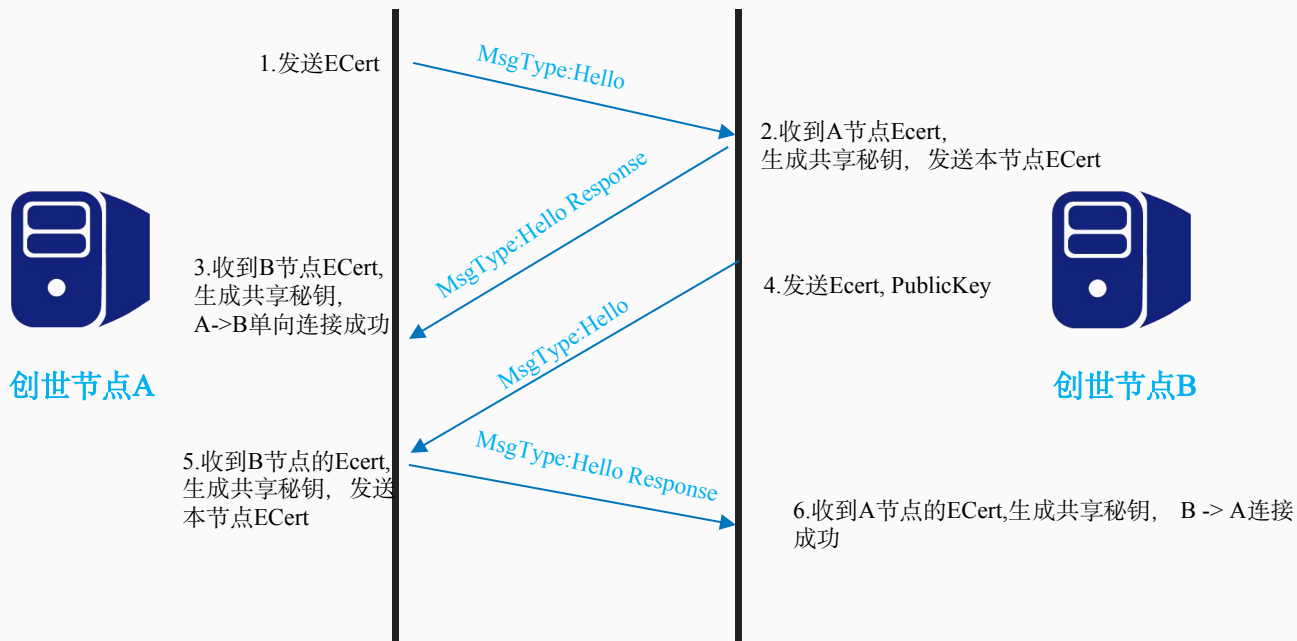 1.发送ECert
MsgType:Hello
2.收到A节点Ecert,
生成共享秘钥, 发送本节点ECert
MsgType:Hello Response
3.收到B节点ECert,
生成共享秘钥,
A->B单向连接成功
4.发送Ecert, PublicKey
MsgType:Hello
创世节点A
创世节点B
5.收到B节点的Ecert,
生成共享秘钥, 发送
本节点ECert
MsgType:Hello Response
6.收到A节点的ECert,生成共享秘钥, B -> A连接
成功